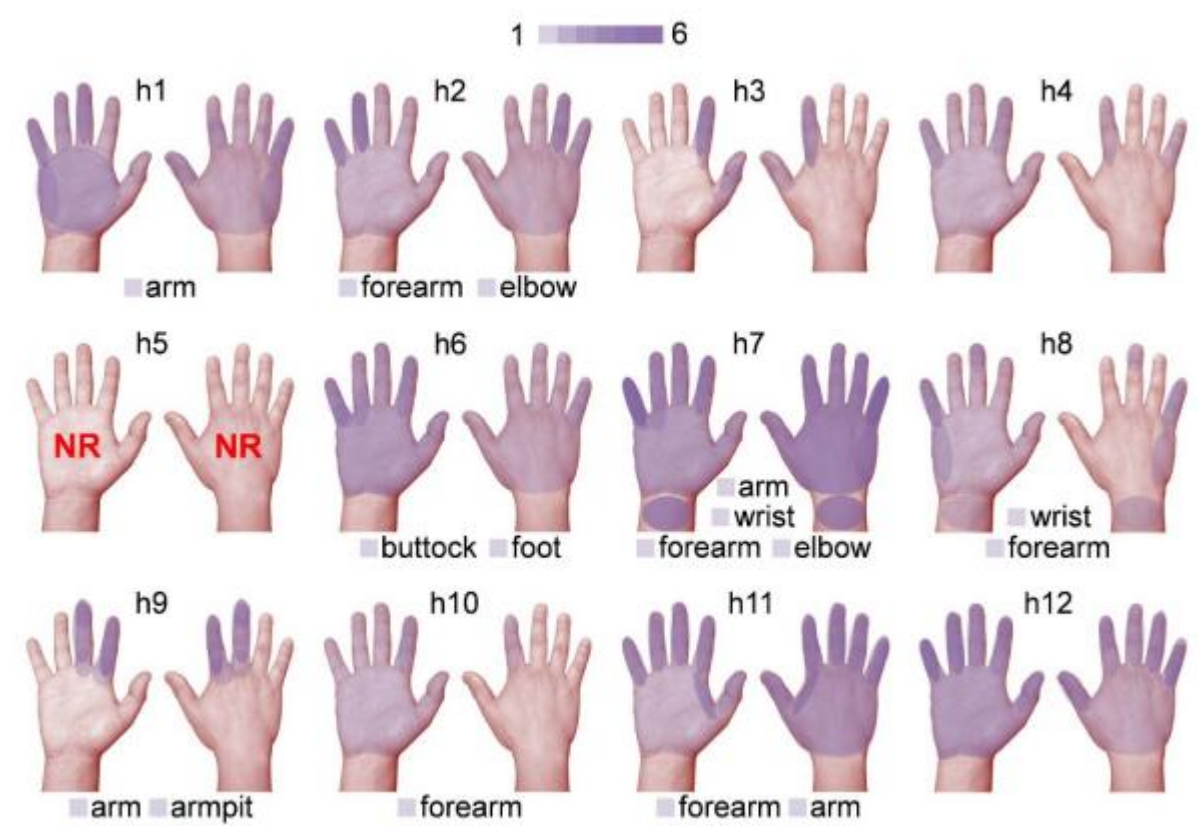 1 6
h1 h2 h3 h4
arm forearm elbow
h5 h6 h7 h8
NR NR
arm
wrist wrist
buttock foot forearm elbow forearm
h9 h10 h11 h12
arm armpit forearm forearm arm